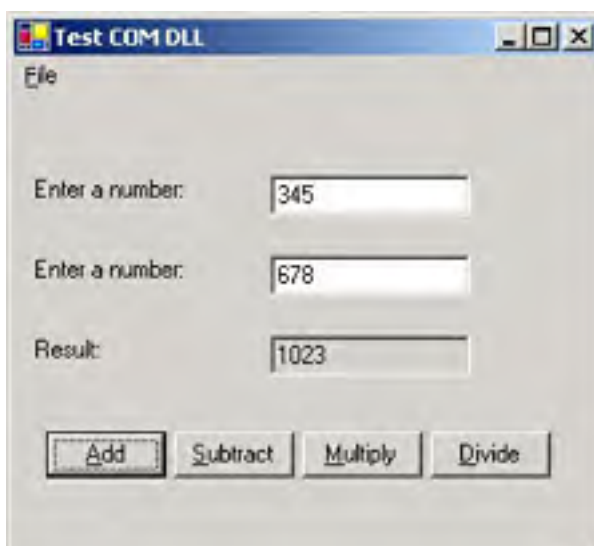 Test COM DLL
File
Enter a number: 345
Enter a number: 678
Result: 1023
Add Subtract Multiply Divide